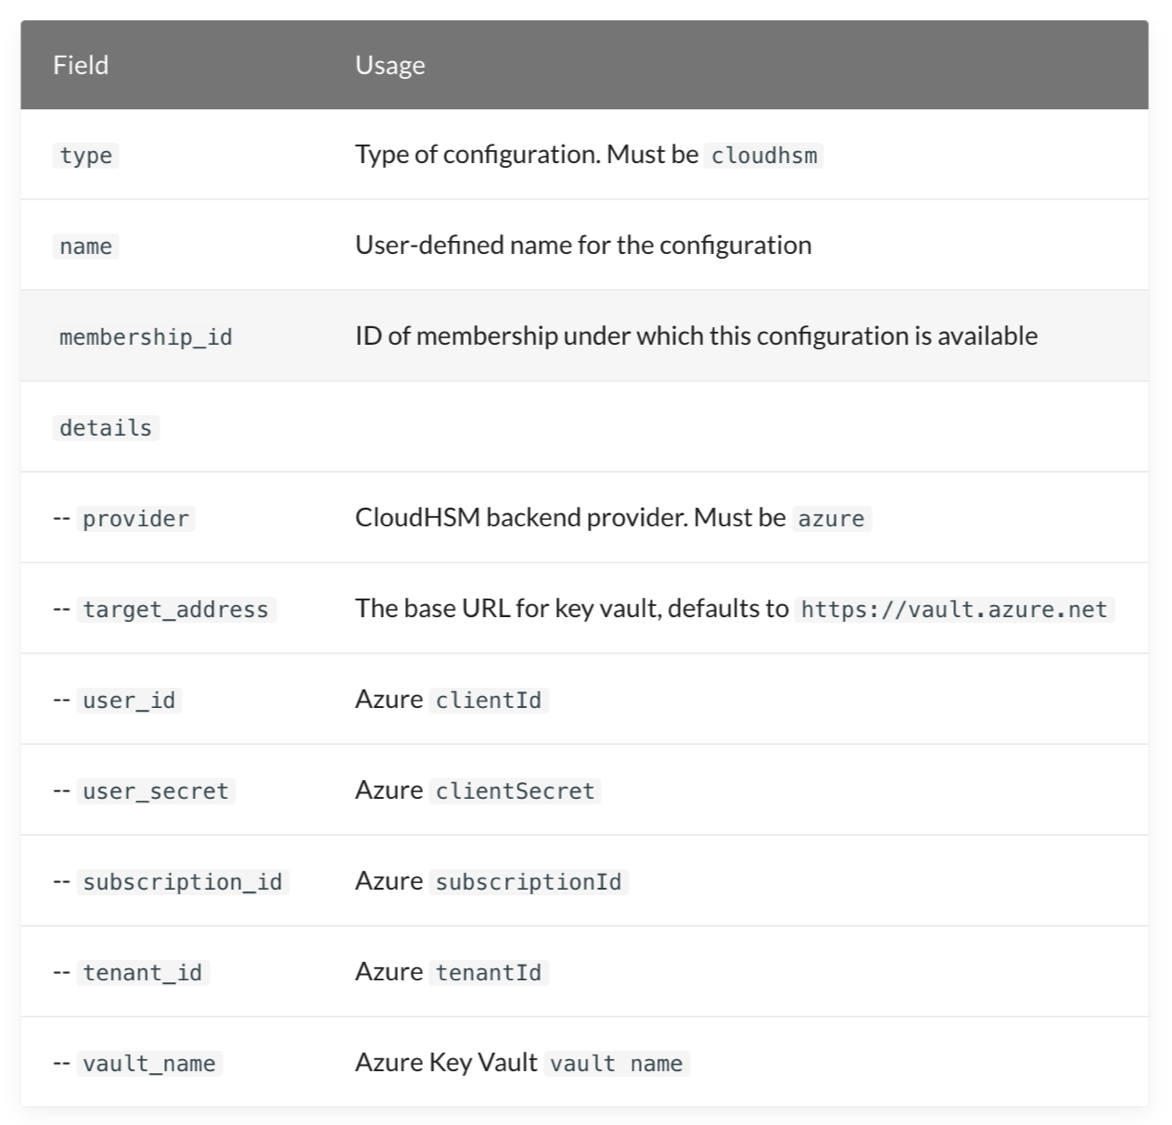 Field Usage
type Type of configuration. Must be cloudhsm
name User-defined name for the configuration
membership_id ID of membership under which this configuration is available
details
-- provider CloudHSM backend provider. Must be azure
-- target_address The base URL for key vault, defaults to https://vault.azure.net
-- user_id Azure clientId
-- user_secret Azure clientSecret
-- subscription_id Azure subscriptionId
-- tenant_id Azure tenantId
-- vault_name Azure Key Vault vault name